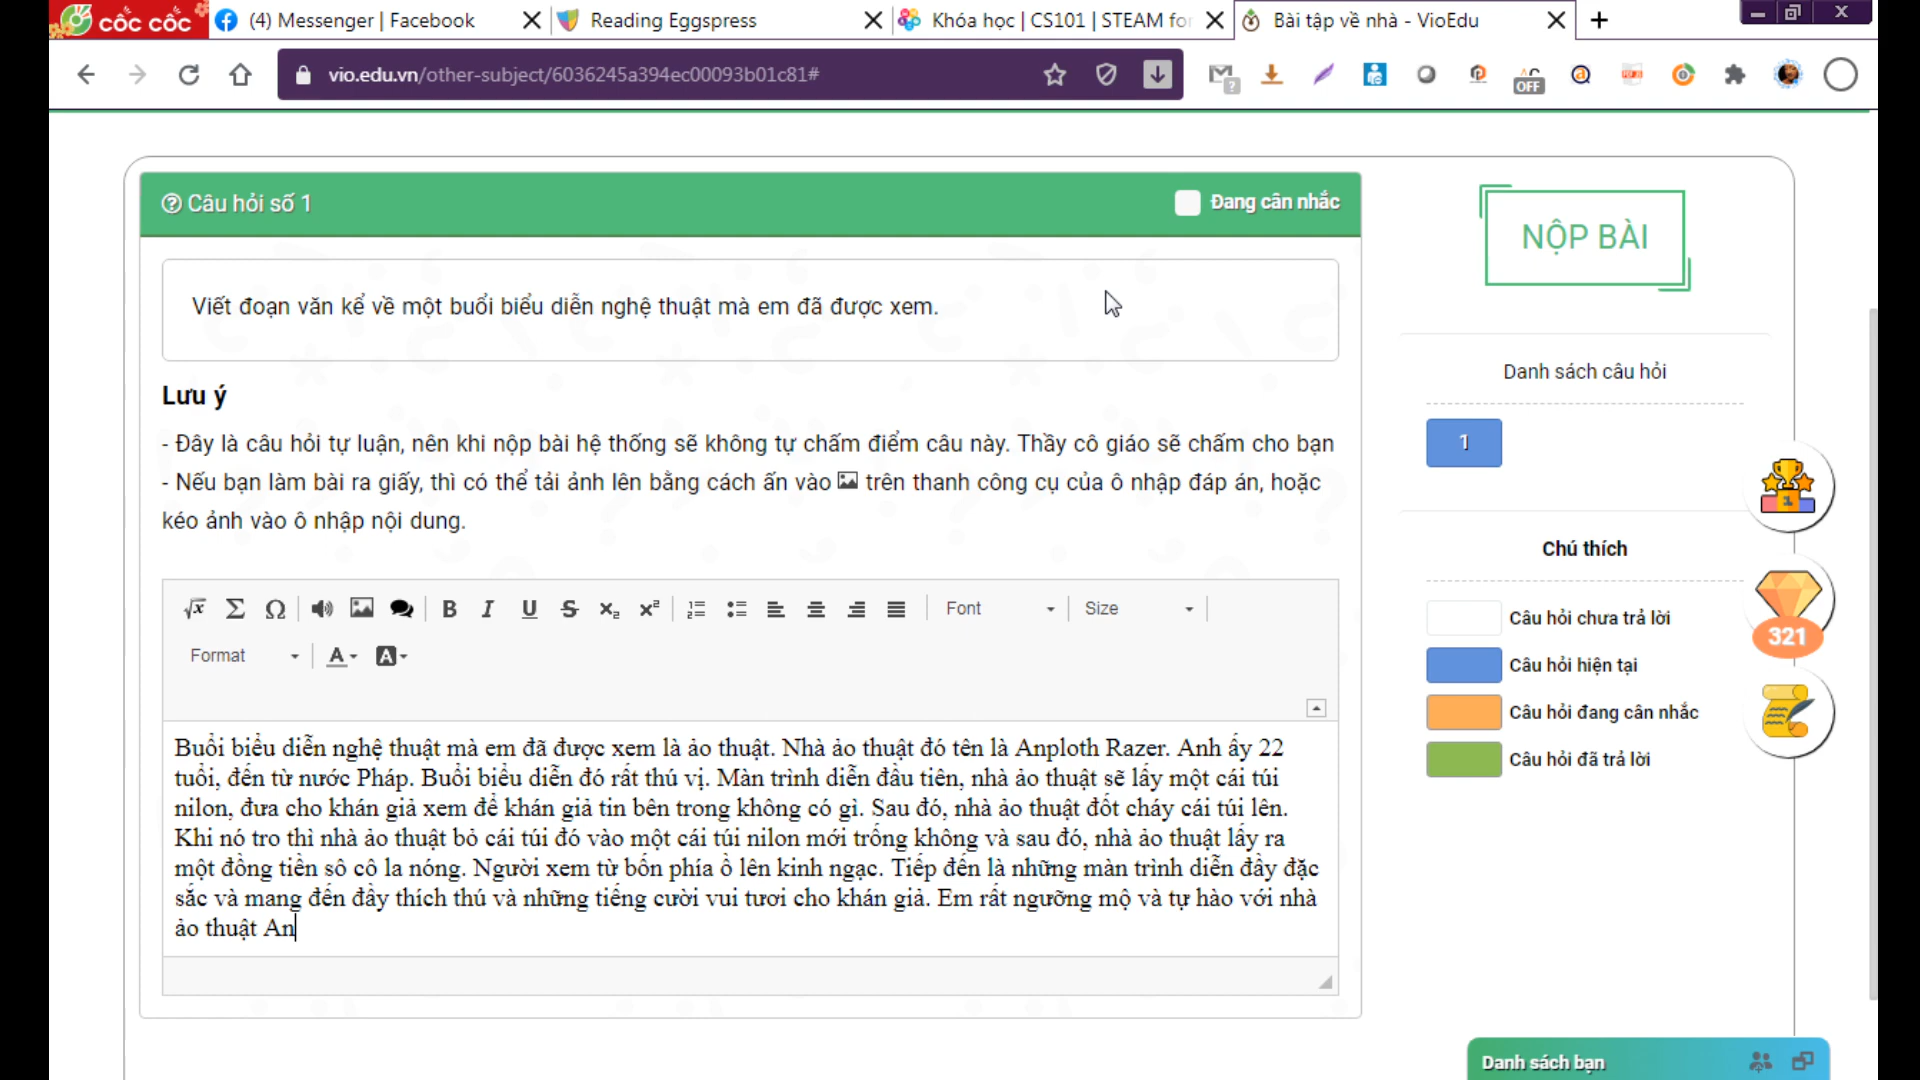 cốc cốc
(4) Messenger | Facebook
Reading Eggspress
Khóa học | CS101 | STEAM for
Bài tập về nhà - VioEdu
vio.edu.vn/other-subject/6036245a394ec00093b01c81#
OFF
Câu hỏi số 1
Đang cân nhắc
Viết đoạn văn kể về một buổi biểu diễn nghệ thuật mà em đã được xem.
Lưu ý
- Đây là câu hỏi tự luận, nên khi nộp bài hệ thống sẽ không tự chấm điểm câu này. Thầy cô giáo sẽ chấm cho bạn
- Nếu bạn làm bài ra giấy, thì có thể tải ảnh lên bằng cách ấn vào trên thanh công cụ của ô nhập đáp án, hoặc
kéo ảnh vào ô nhập nội dung.
Font
Size
Format
Buổi biểu diễn nghệ thuật mà em đã được xem là ảo thuật. Nhà ảo thuật đó tên là Anploth Razer. Anh ấy 22
tuổi, đến từ nước Pháp. Buổi biểu diễn đó rất thú vị. Màn trình diễn đầu tiên, nhà ảo thuật sẽ lấy một cái túi
nilon, đưa cho khán giả xem để khán giả tin bên trong không có gì. Sau đó, nhà ảo thuật đốt cháy cái túi lên.
Khi nó tro thì nhà ảo thuật bỏ cái túi đó vào một cái túi nilon mới trống không và sau đó, nhà ảo thuật lấy ra
một đồng tiền sô cô la nóng. Người xem từ bốn phía ồ lên kinh ngạc. Tiếp đến là những màn trình diễn đầy đặc
sắc và mang đến đầy thích thú và những tiếng cười vui tươi cho khán giả. Em rất ngưỡng mộ và tự hào với nhà
ảo thuật An
NỘP BÀI
Danh sách câu hỏi
1
Chú thích
Câu hỏi chưa trả lời
Câu hỏi hiện tại
Câu hỏi đang cân nhắc
Câu hỏi đã trả lời
321
Danh sách bạn